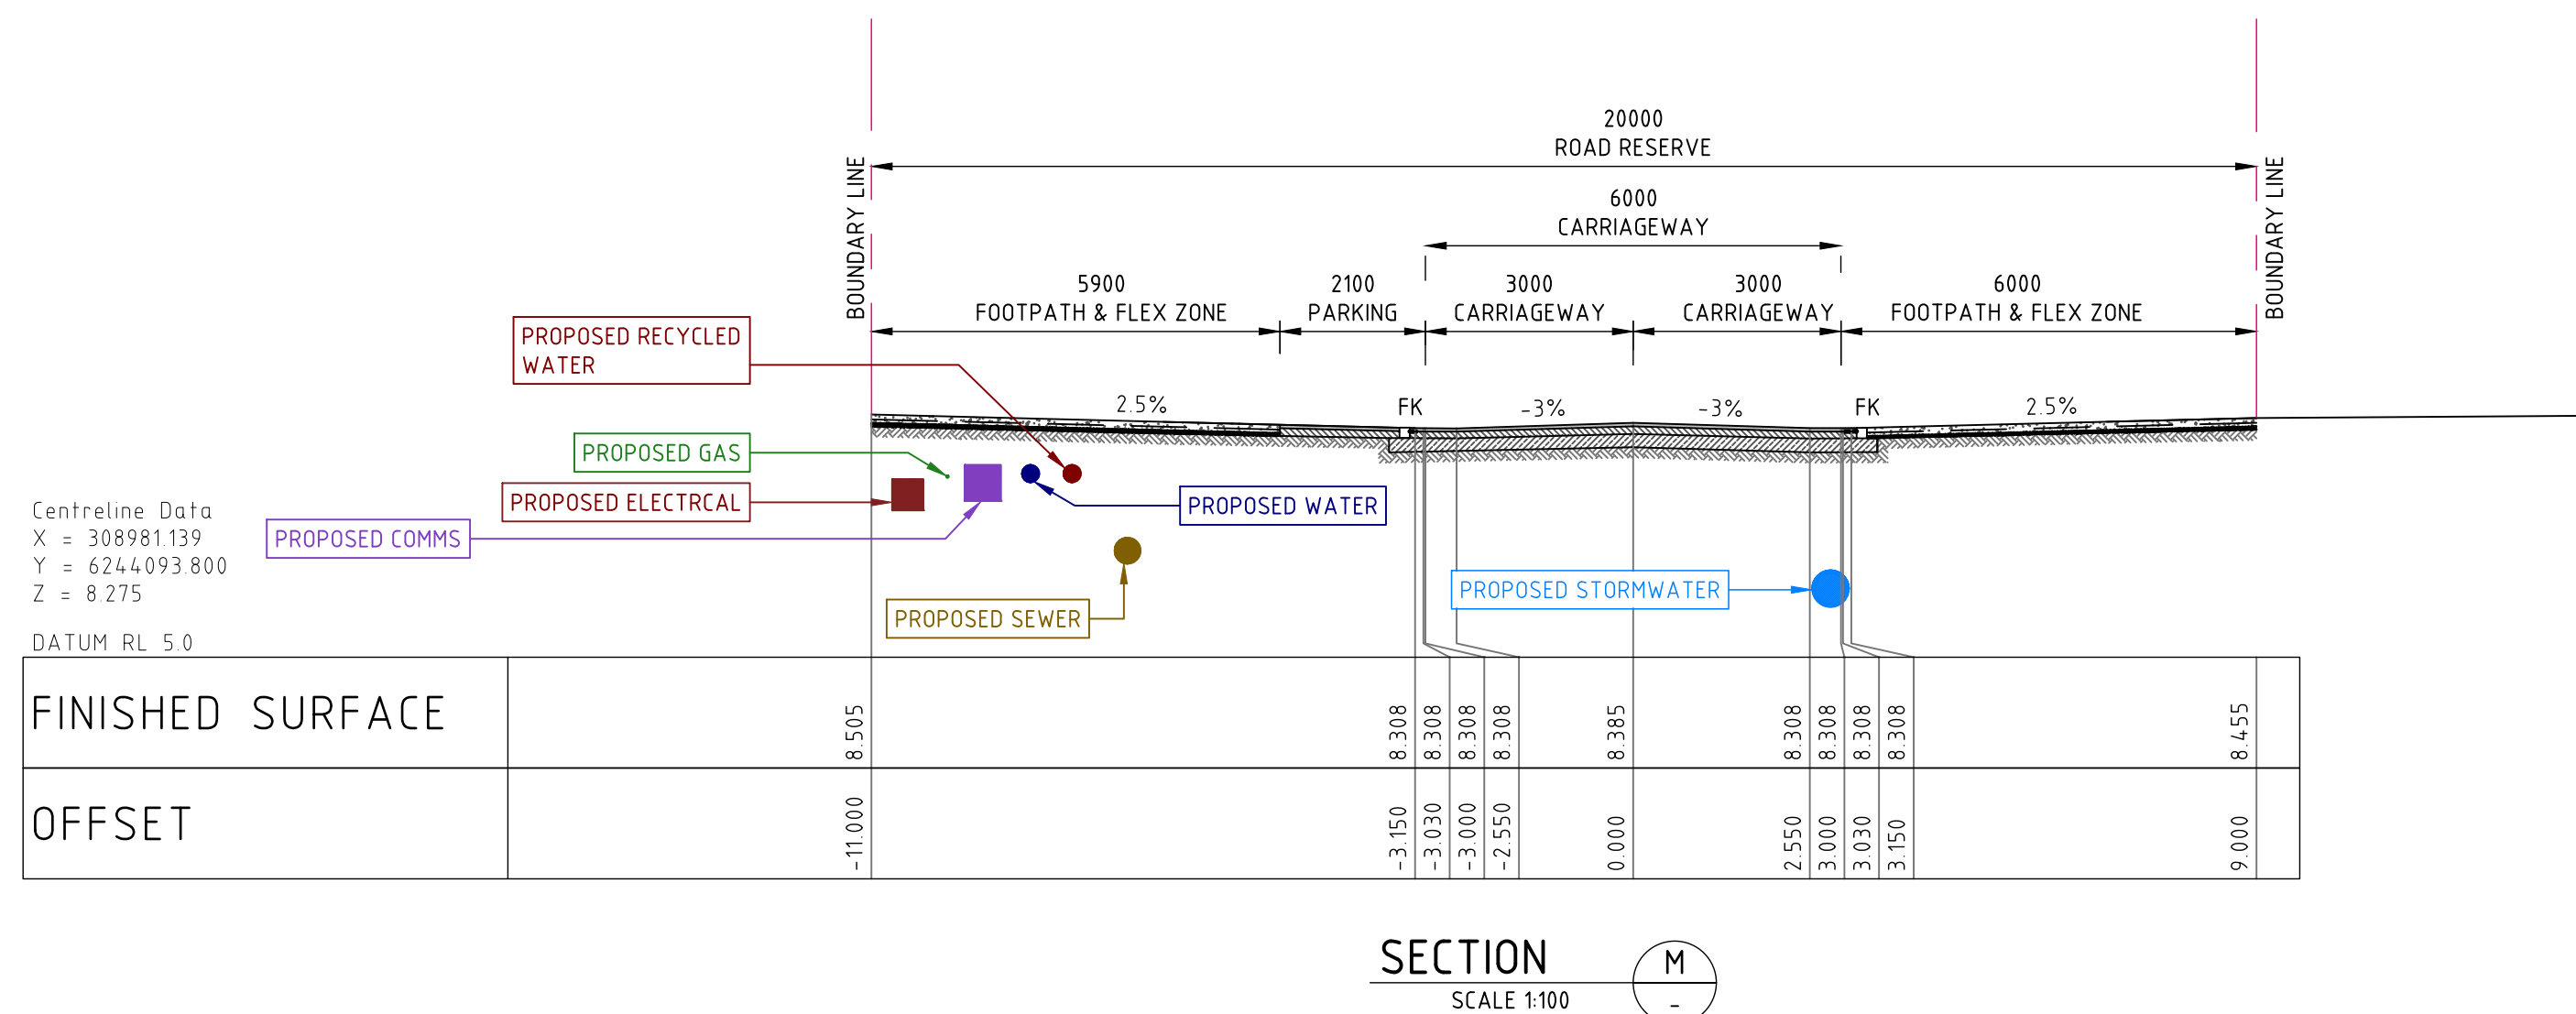 20000
ROAD RESERVE
BOUNDARY LINE
BOUNDARY LINE
6000
CARRIAGEWAY
5900
FOOTPATH & FLEX ZONE
2100
PARKING
3000
CARRIAGEWAY
3000
CARRIAGEWAY
6000
FOOTPATH & FLEX ZONE
PROPOSED RECYCLED
WATER
2.5%
FK
-3%
-3%
FK
2.5%
PROPOSED GAS
PROPOSED ELECTRCAL
PROPOSED WATER
PROPOSED COMMS
PROPOSED STORMWATER
PROPOSED SEWER
Centreline Data
X = 308981.139
Y = 6244093.800
Z = 8.275
DATUM RL 5.0
FINISHED SURFACE
8.505
8.308
8.308
8.308
8.308
8.385
8.308
8.308
8.308
8.308
8.455
OFFSET
-11.000
-3.150
-3.030
-3.000
-2.550
0.000
2.550
3.000
3.030
3.150
9.000
SECTION
M
SCALE 1:100
-